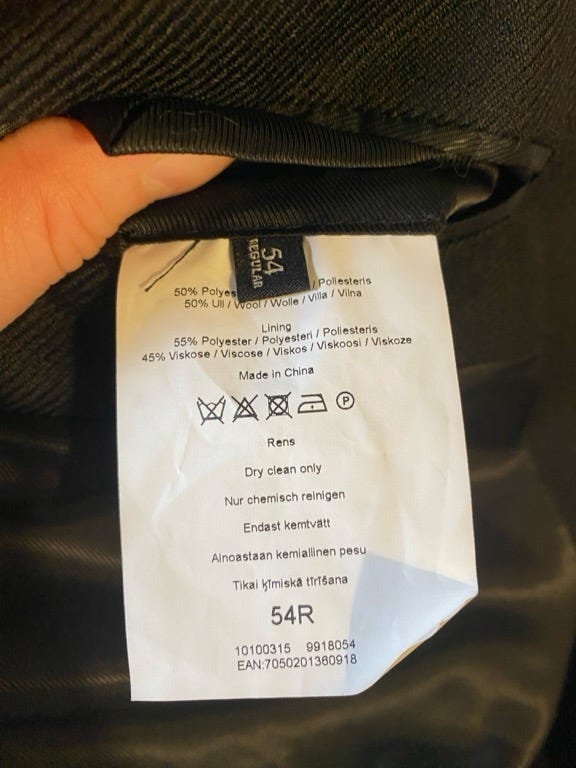 54
REGULAR
50% Polyes / Poliesteris
50% Ull / Wool / Wolle / Villa / Vilna
Lining
55% Polyester / Polyesteri / Poliesteris
45% Viskose / Viscose / Viskos / Viskoosi / Viskoze
Made in China
P
Rens
Dry clean only
Nur chemisch reinigen
Endast kemtvätt
Ainoastaan kemiallinen pesu
Tikai ķīmiskā tīrīšana
54R
10100315 9918054
EAN:7050201360918